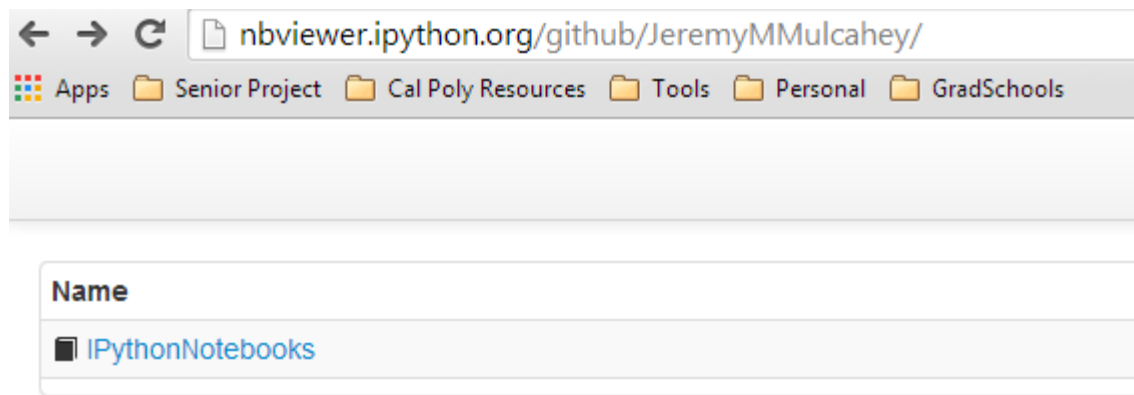 nbviewer.ipython.org/github/JeremyMMulcahey/
Apps Senior Project Cal Poly Resources Tools Personal GradSchools
Name
IPythonNotebooks